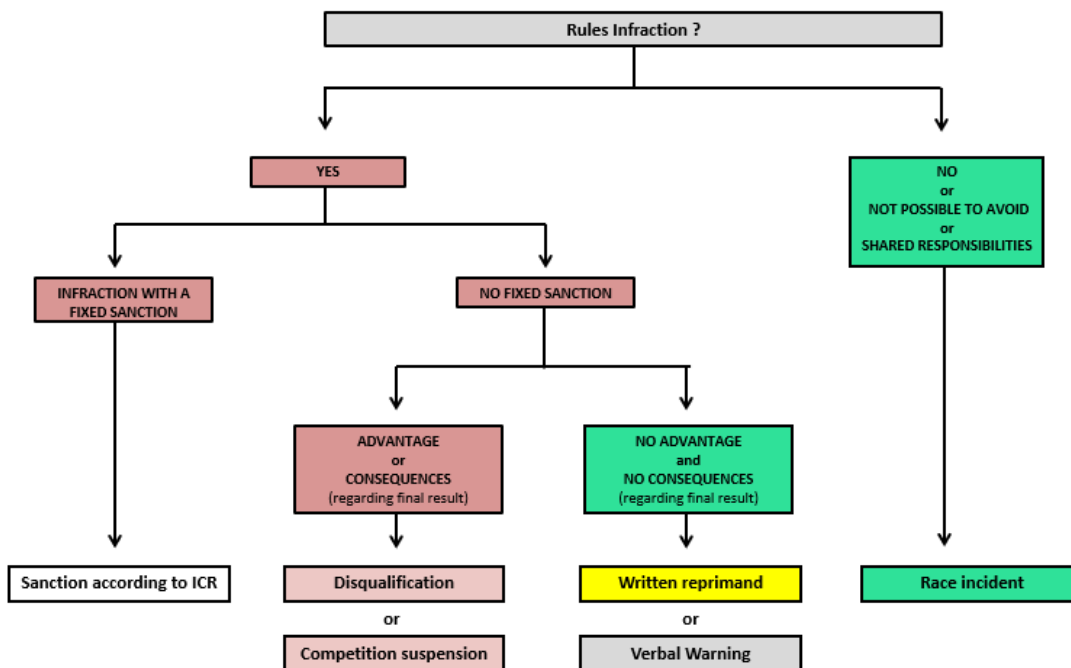 Rules Infraction ?
YES
NO
or
NOT POSSIBLE TO AVOID
or
SHARED RESPONSIBILITIES
INFRACTION WITH A
FIXED SANCTION
NO FIXED SANCTION
ADVANTAGE
or
CONSEQUENCES
(regarding final result)
NO ADVANTAGE
and
NO CONSEQUENCES
(regarding final result)
Sanction according to ICR
Disqualification
or
Competition suspension
Written reprimand
or
Verbal Warning
Race incident